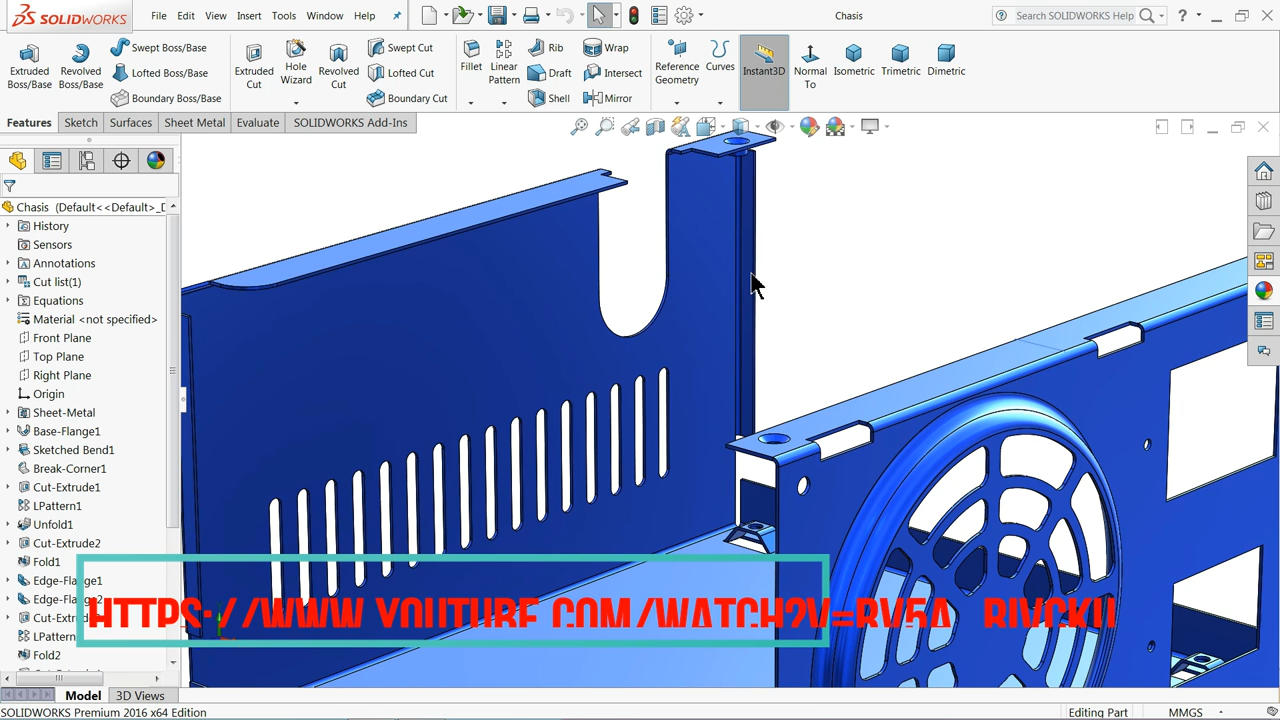 SOLIDWORKS
File Edit View Insert Tools Window Help
Chasis
Search SOLIDWORKS Help
?
Extruded Boss/Base
Revolved Boss/Base
Swept Boss/Base
Lofted Boss/Base
Boundary Boss/Base
Extruded Cut
Hole Wizard
Revolved Cut
Swept Cut
Lofted Cut
Boundary Cut
Fillet
Linear Pattern
Rib
Draft
Shell
Wrap
Intersect
Mirror
Reference Geometry
Curves
Instant3D
Normal To
Isometric
Trimetric
Dimetric
Features Sketch Surfaces Sheet Metal Evaluate SOLIDWORKS Add-Ins
Chasis (Default<<Default>_D
History
Sensors
Annotations
Cut list(1)
Equations
Material <not specified>
Front Plane
Top Plane
Right Plane
Origin
Sheet-Metal
Base-Flange1
Sketched Bend1
Break-Corner1
Cut-Extrude1
LPattern1
Unfold1
Cut-Extrude2
Fold1
Edge-Flange1
LPattern
Fold2
Model 3D Views
SOLIDWORKS Premium 2016 x64 Edition
Editing Part
MMGS